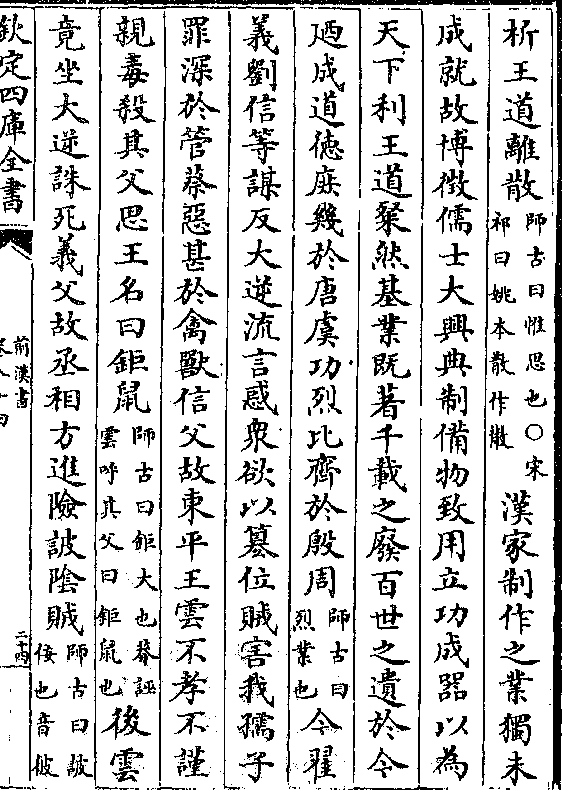 析王道離散師古曰惟思也○宋祁曰姚本散作㪚漢家制作之業獨未
成就故博徴儒士大興典制備物致用立功成器以為
天下利王道粲然基業既著千載之廢百世之遺於今
廼成道徳庶幾於唐虞功烈比齊於殷周師古曰烈業也今翟
義劉信等謀反大逆流言惑衆欲以簒位賊害我孺子
罪深於管蔡惡甚於禽獸信父故東平王雲不孝不謹
親毒殺其父思王名曰鉅鼠師古曰鉅大也莽誣雲呼其父曰鉅鼠也後雲
竟坐大逆誅死義父故丞相方進險詖陰賊師古曰詖佞也音彼
欽定四庫全書
前漢書
卷八十四
二十四